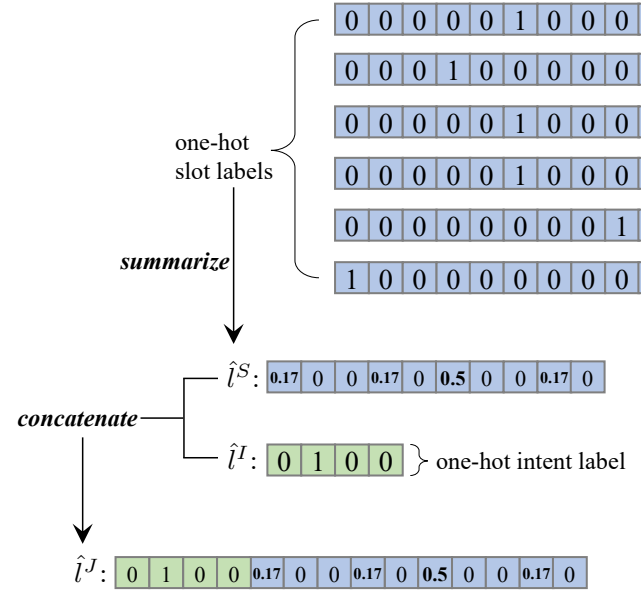 0 0 0 0 0 1 0 0 0
0 0 0 1 0 0 0 0 0
0 0 0 0 0 1 0 0 0
one-hot
slot labels
0 0 0 0 0 1 0 0 0
0 0 0 0 0 0 0 0 1
summarize
1 0 0 0 0 0 0 0 0
l̂^S: 0.17 0 0 0.17 0 0.5 0 0 0.17 0
concatenate
l̂^I: 0 1 0 0 one-hot intent label
l̂^J: 0 1 0 0 0.17 0 0 0.17 0 0.5 0 0 0.17 0